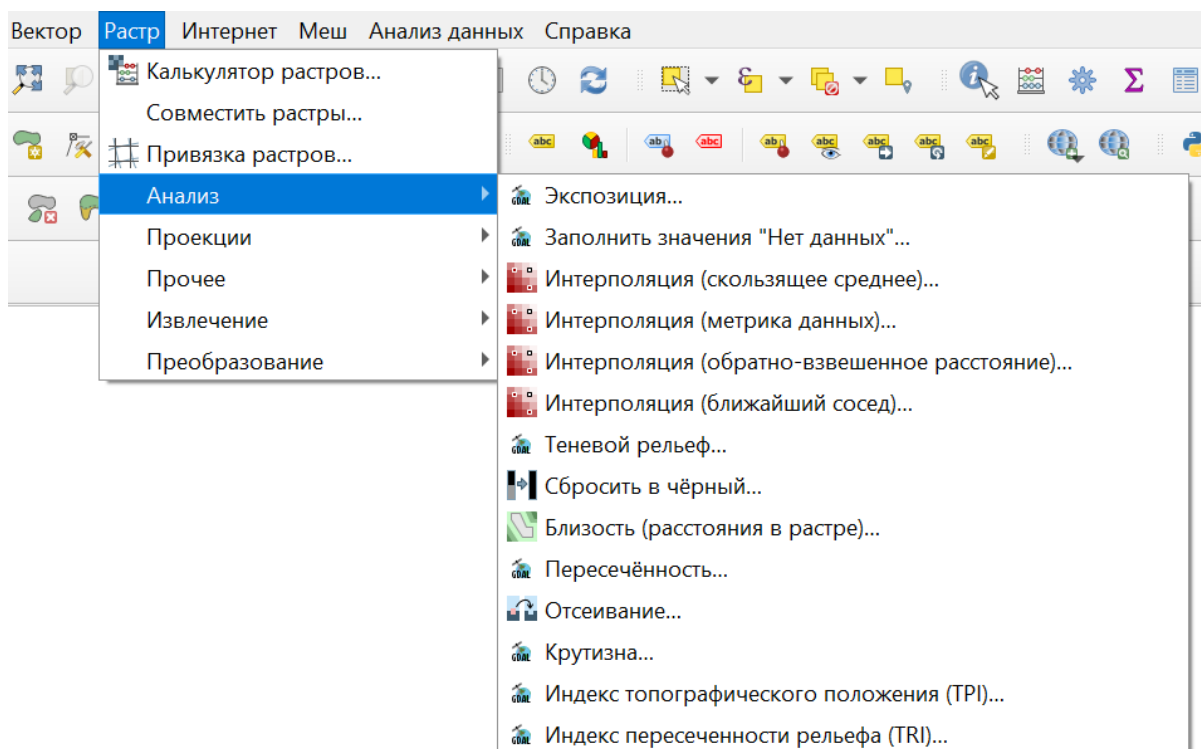 Вектор Растр Интернет Меш Анализ данных Справка
Калькулятор растров...
Совместить растры...
Привязка растров...
Анализ
Проекции
Прочее
Извлечение
Преобразование
Экспозиция...
Заполнить значения "Нет данных"...
Интерполяция (скользящее среднее)...
Интерполяция (метрика данных)...
Интерполяция (обратно-взвешенное расстояние)...
Интерполяция (ближайший сосед)...
Теневой рельеф...
Сбросить в чёрный...
Близость (расстояния в растре)...
Пересечённость...
Отсеивание...
Крутизна...
Индекс топографического положения (TPI)...
Индекс пересеченности рельефа (TRI)...